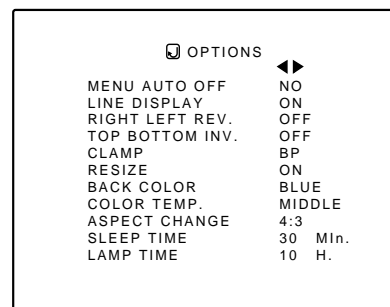 OPTIONS
MENU AUTO OFF NO
LINE DISPLAY ON
RIGHT LEFT REV. OFF
TOP BOTTOM INV. OFF
CLAMP BP
RESIZE ON
BACK COLOR BLUE
COLOR TEMP. MIDDLE
ASPECT CHANGE 4:3
SLEEP TIME 30 MIn.
LAMP TIME 10 H.